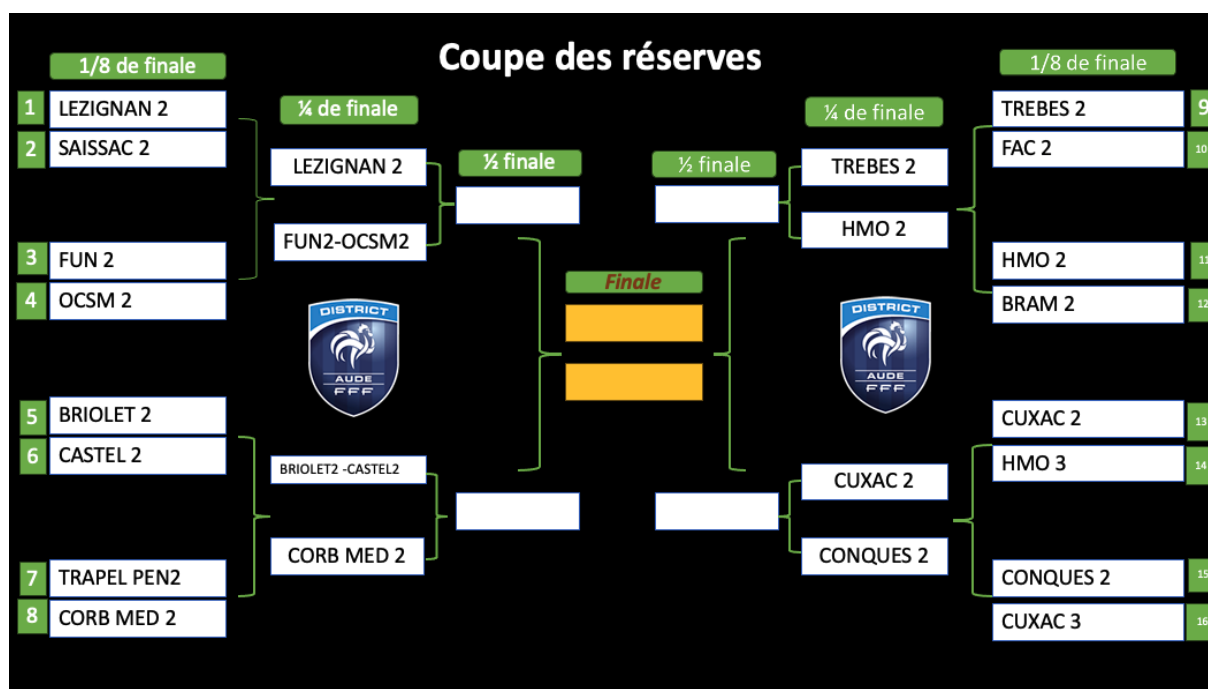 Coupe des réserves
1/8 de finale
1
LEZIGNAN 2
2
SAISSAC 2
3
FUN 2
4
OCSM 2
5
BRIOLET 2
6
CASTEL 2
7
TRAPEL PEN2
8
CORB MED 2
¼ de finale
LEZIGNAN 2
FUN2-OCSM2
DISTRICT
AUDE
FFF
BRIOLET2 -CASTEL2
CORB MED 2
½ finale
Finale
½ finale
¼ de finale
TREBES 2
HMO 2
DISTRICT
AUDE
FFF
CUXAC 2
CONQUES 2
1/8 de finale
TREBES 2
9
FAC 2
10
HMO 2
11
BRAM 2
12
CUXAC 2
13
HMO 3
14
CONQUES 2
15
CUXAC 3
16